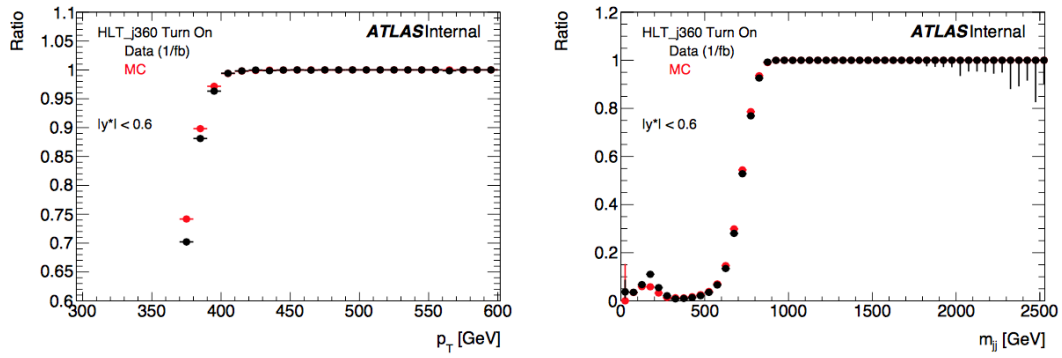 Ratio
1.1
1.05
1
0.95
0.9
0.85
0.8
0.75
0.7
0.65
0.6
HLT_j360 Turn On
Data (1/fb)
MC
|y*| < 0.6
ATLAS Internal
300 350 400 450 500 550 600
p_T [GeV]
Ratio
1.2
1
0.8
0.6
0.4
0.2
0
HLT_j360 Turn On
Data (1/fb)
MC
|y*| < 0.6
ATLAS Internal
0 500 1000 1500 2000 2500
m_jj [GeV]